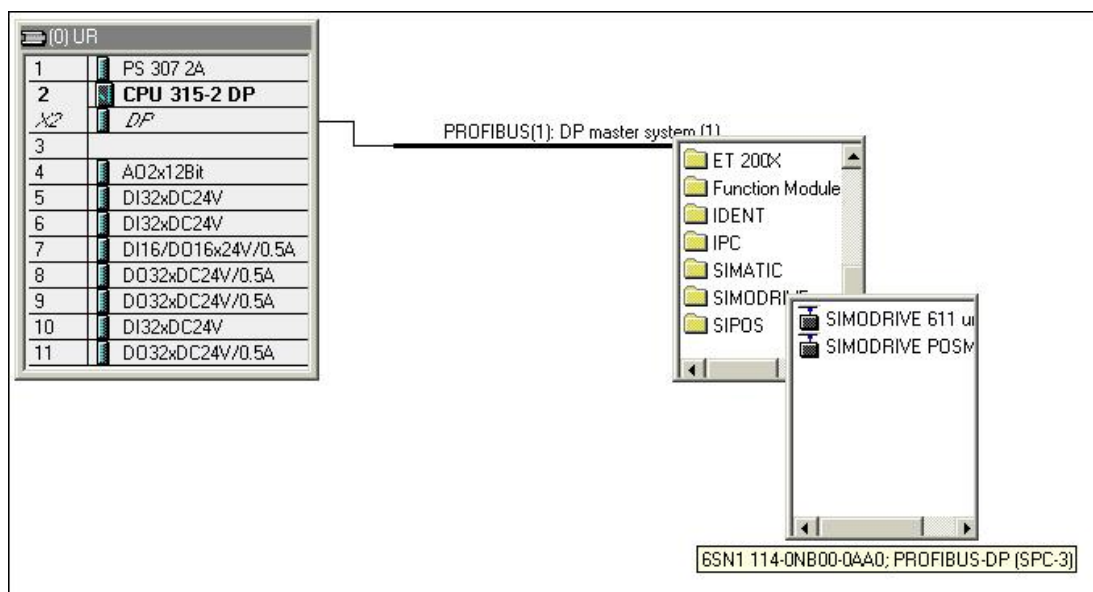 (0) UR
1 PS 307 2A
2 CPU 315-2 DP
X2 DP
3
4 AO2x12Bit
5 DI32xDC24V
6 DI32xDC24V
7 DI16/DO16x24V/0.5A
8 DO32xDC24V/0.5A
9 DO32xDC24V/0.5A
10 DI32xDC24V
11 DO32xDC24V/0.5A
PROFIBUS(1): DP master system (1)
ET 200X
Function Module
IDENT
IPC
SIMATIC
SIMODRIVE
SIPOS
SIMODRIVE 611
SIMODRIVE POSM
6SN1 114-0NB00-0AA0; PROFIBUS-DP (SPC-3)